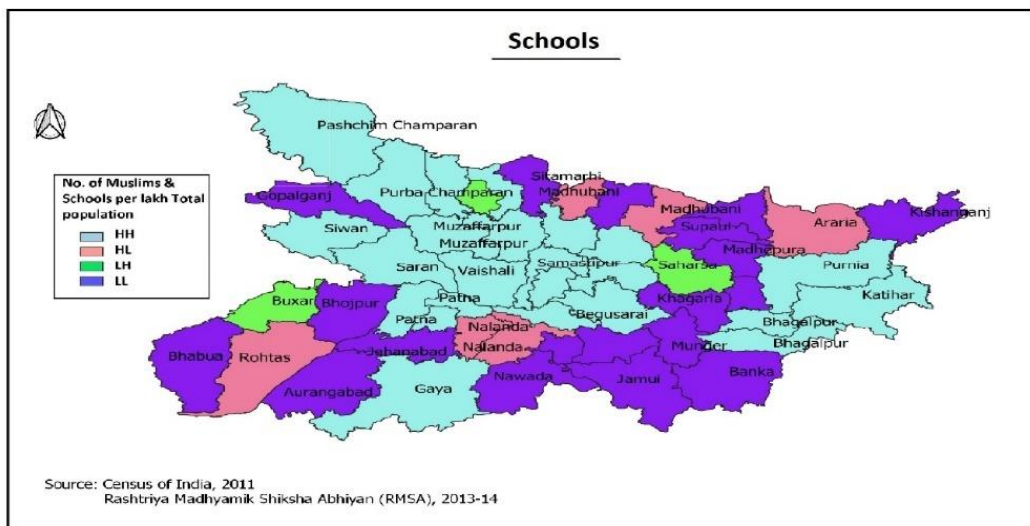 Schools
Pashchim Champaran
Sitamarhi
Gopalganj
Purba Champaran
Madhubani
No. of Muslims &
Schools per lakh Total
population
HH
HL
LH
LL
Siwan
Muzaffarpur
Madhubani
Araria
Kishannanj
Supaul
Muzaffarpur
Madhepura
Saran
Vaishali
Samastipur
Saharsa
Purnia
Buxar
Bhojpur
Patna
Khagaria
Katihar
Patna
Begusarai
Bhagalpur
Nalanda
Bhabua
Rohtas
Jehanabad
Nalanda
Munger
Bhagalpur
Aurangabad
Gaya
Nawada
Jamui
Banka
Source: Census of India, 2011
Rashtriya Madhyamik Shiksha Abhiyan (RMSA), 2013-14